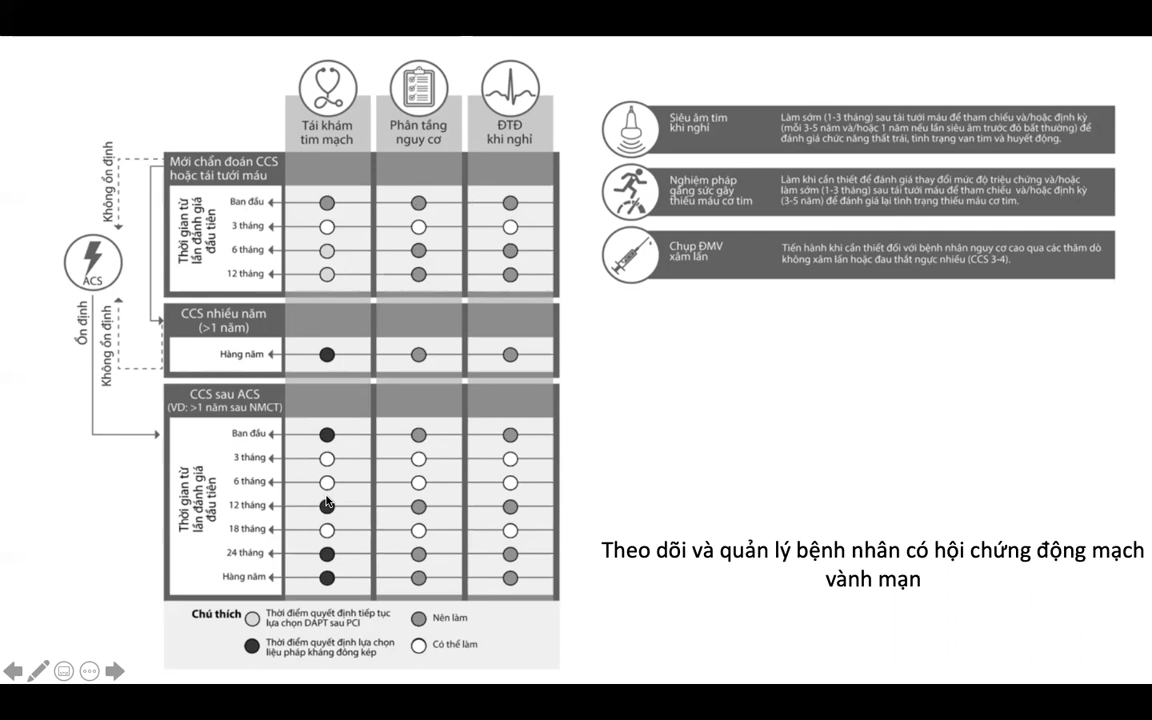 Tái khám
tim mạch
Phân tầng
nguy cơ
ĐTĐ
khi nghỉ
Mới chẩn đoán CCS
hoặc tái tưới máu
Thời gian từ
lần đánh giá
đầu tiên
Ban đầu
3 tháng
6 tháng
12 tháng
Không ổn định
ACS
Ổn định
Không ổn định
CCS nhiều năm
(>1 năm)
Hàng năm
CCS sau ACS
(VD: >1 năm sau NMCT)
Thời gian từ
lần đánh giá
đầu tiên
Ban đầu
3 tháng
6 tháng
12 tháng
18 tháng
24 tháng
Hàng năm
Chú thích
Thời điểm quyết định tiếp tục
lựa chọn DAPT sau PCI
Nên làm
Thời điểm quyết định lựa chọn
liệu pháp kháng đông kép
Có thể làm
Siêu âm tim
khi nghỉ
Làm sớm (1-3 tháng) sau tái tưới máu để tham chiếu và/hoặc định kỳ
(mỗi 3-5 năm và/hoặc 1 năm nếu lần siêu âm trước đó bất thường) để
đánh giá chức năng thất trái, tình trạng van tim và huyết động.
Nghiệm pháp
gắng sức gây
thiếu máu cơ tim
Làm khi cần thiết để đánh giá thay đổi mức độ triệu chứng và/hoặc
làm sớm (1-3 tháng) sau tái tưới máu để tham chiếu và/hoặc định kỳ
(3-5 năm) để đánh giá lại tình trạng thiếu máu cơ tim.
Chụp ĐMV
xâm lấn
Tiến hành khi cần thiết đối với bệnh nhân nguy cơ cao qua các thăm dò
không xâm lấn hoặc đau thắt ngực nhiều (CCS 3-4).
Theo dõi và quản lý bệnh nhân có hội chứng động mạch
vành mạn